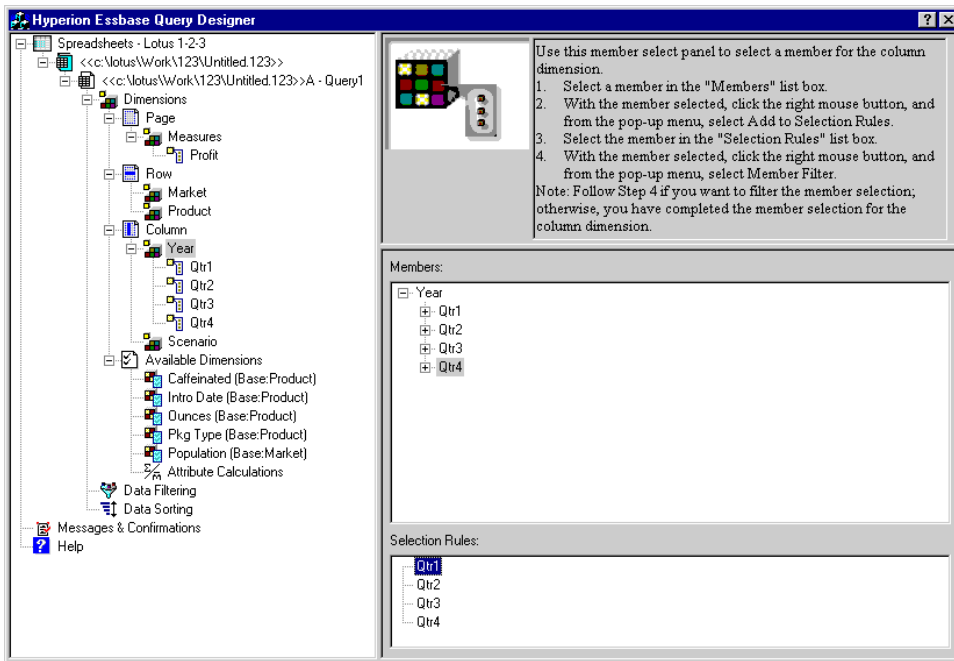 Hyperion Essbase Query Designer
Spreadsheets - Lotus 1-2-3
<<c:\lotus\Work\123\Untitled.123>>
<<c:\lotus\Work\123\Untitled.123>>A - Query1
Dimensions
Page
Measures
Profit
Row
Market
Product
Column
Year
Qtr1
Qtr2
Qtr3
Qtr4
Scenario
Available Dimensions
Caffeinated (Base:Product)
Intro Date (Base:Product)
Ounces (Base:Product)
Pkg Type (Base:Product)
Population (Base:Market)
Attribute Calculations
Data Filtering
Data Sorting
Messages & Confirmations
Help
Use this member select panel to select a member for the column
dimension.
1. Select a member in the "Members" list box.
2. With the member selected, click the right mouse button, and
from the pop-up menu, select Add to Selection Rules.
3. Select the member in the "Selection Rules" list box.
4. With the member selected, click the right mouse button, and
from the pop-up menu, select Member Filter.
Note: Follow Step 4 if you want to filter the member selection;
otherwise, you have completed the member selection for the
column dimension.
Members:
Year
Qtr1
Qtr2
Qtr3
Qtr4
Selection Rules:
Qtr1
Qtr2
Qtr3
Qtr4